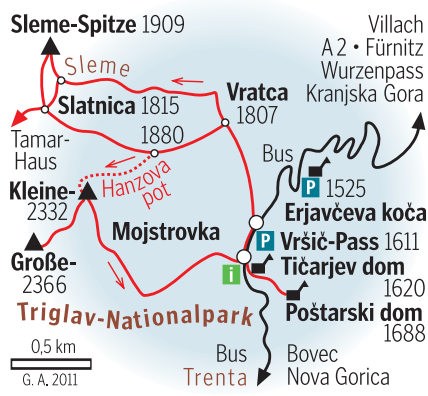 Sleme-Spitze 1909
Villach
A 2 • Fürnitz
Wurzenpass
Kranjska Gora
Sleme
Slatnica 1815
Vratca
1807
1880
Tamar-
Haus
Bus
Hanzova
pot
P 1525
Erjavčeva koča
Kleine-
2332
Mojstrovka
P Vršič-Pass 1611
Große-
2366
i
Tičarjev dom
1620
Triglav-Nationalpark
Poštarski dom
1688
0,5 km
G. A. 2011
Bus
Trenta
Bovec
Nova Gorica